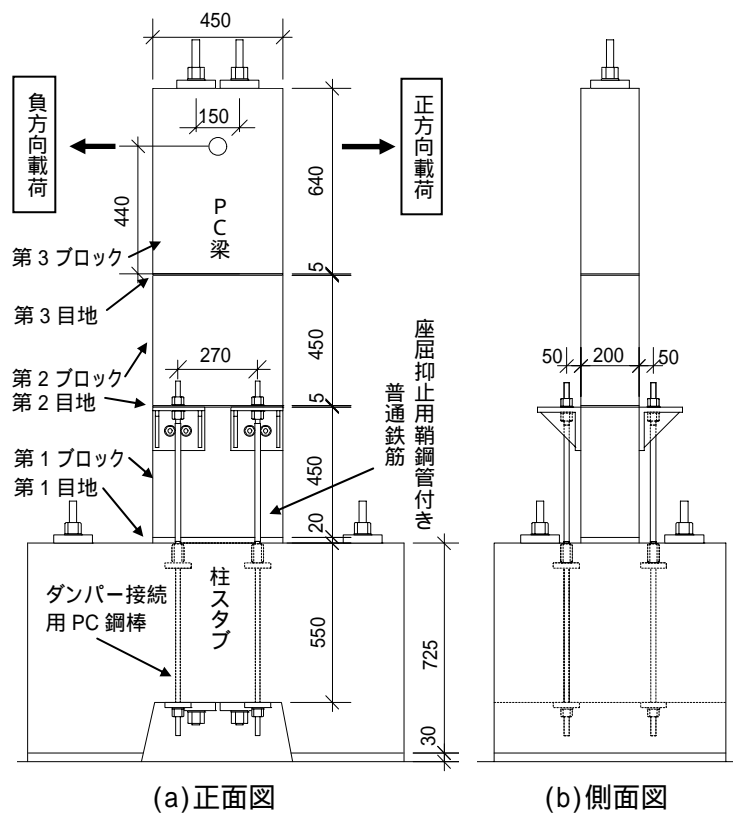 450
負方向載荷
150
正方向載荷
440
640
PC梁
第3ブロック
5
第3目地
270
450
座屈抑止用鞘鋼管付き
普通鉄筋
50
200
50
第2ブロック
第2目地
5
第1ブロック
450
第1目地
20
柱スタブ
ダンパー接続
用PC鋼棒
550
725
30
(a)正面図
(b)側面図